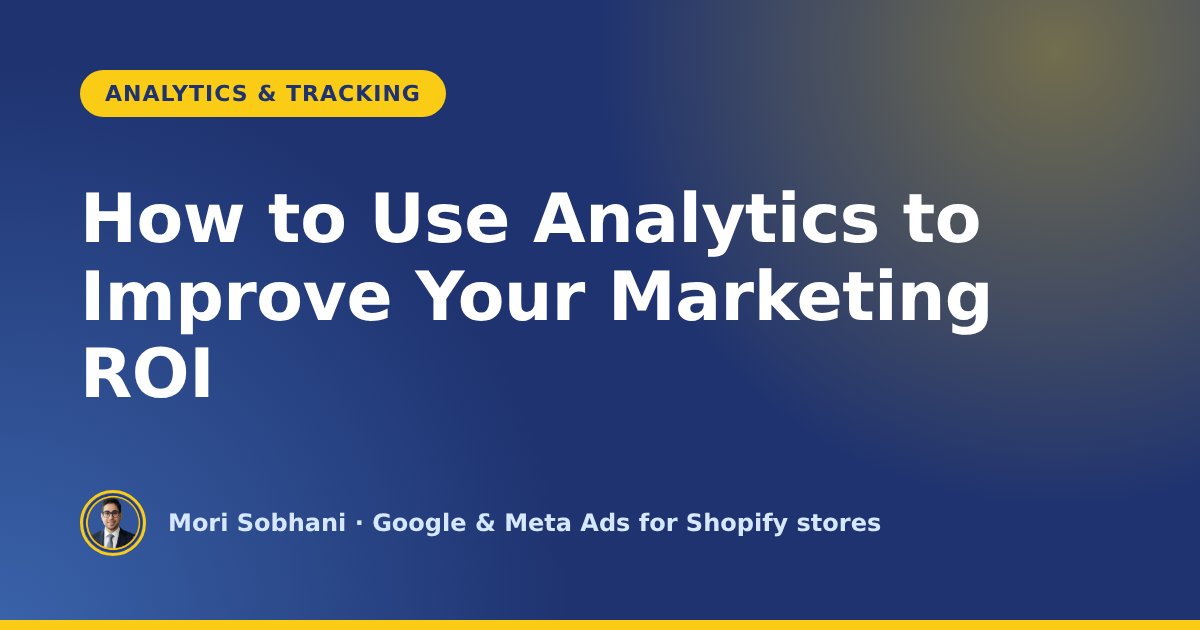 ANALYTICS & TRACKING
How to Use Analytics to
Improve Your Marketing
ROI
Mori Sobhani · Google & Meta Ads for Shopify stores